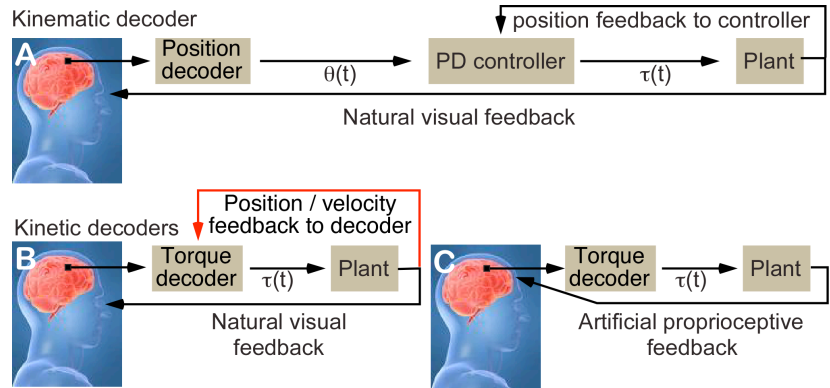 Kinematic decoder
A
Position
decoder
θ(t)
position feedback to controller
PD controller
τ(t)
Plant
Natural visual feedback
Kinetic decoders
B
Position / velocity
feedback to decoder
Torque
decoder
τ(t)
Plant
Natural visual
feedback
C
Torque
decoder
τ(t)
Plant
Artificial proprioceptive
feedback